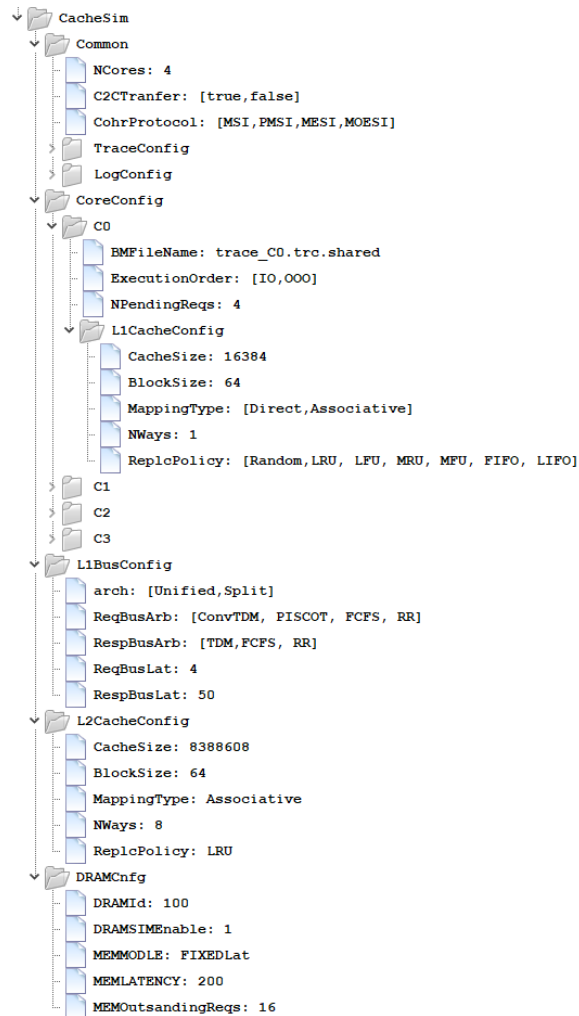 CacheSim
Common
NCores: 4
C2CTranfer: [true,false]
CohrProtocol: [MSI,PMSI,MESI,MOESI]
TraceConfig
LogConfig
CoreConfig
C0
BMFileName: trace_C0.trc.shared
ExecutionOrder: [IO,OOO]
NPendingReqs: 4
L1CacheConfig
CacheSize: 16384
BlockSize: 64
MappingType: [Direct,Associative]
NWays: 1
ReplcPolicy: [Random,LRU, LFU, MRU, MFU, FIFO, LIFO]
C1
C2
C3
L1BusConfig
arch: [Unified,Split]
ReqBusArb: [ConvTDM, PISCOT, FCFS, RR]
RespBusArb: [TDM,FCFS, RR]
ReqBusLat: 4
RespBusLat: 50
L2CacheConfig
CacheSize: 8388608
BlockSize: 64
MappingType: Associative
NWays: 8
ReplcPolicy: LRU
DRAMCnfg
DRAMId: 100
DRAMSIMEnable: 1
MEMMODLE: FIXEDLat
MEMLATENCY: 200
MEMOutsandingReqs: 16